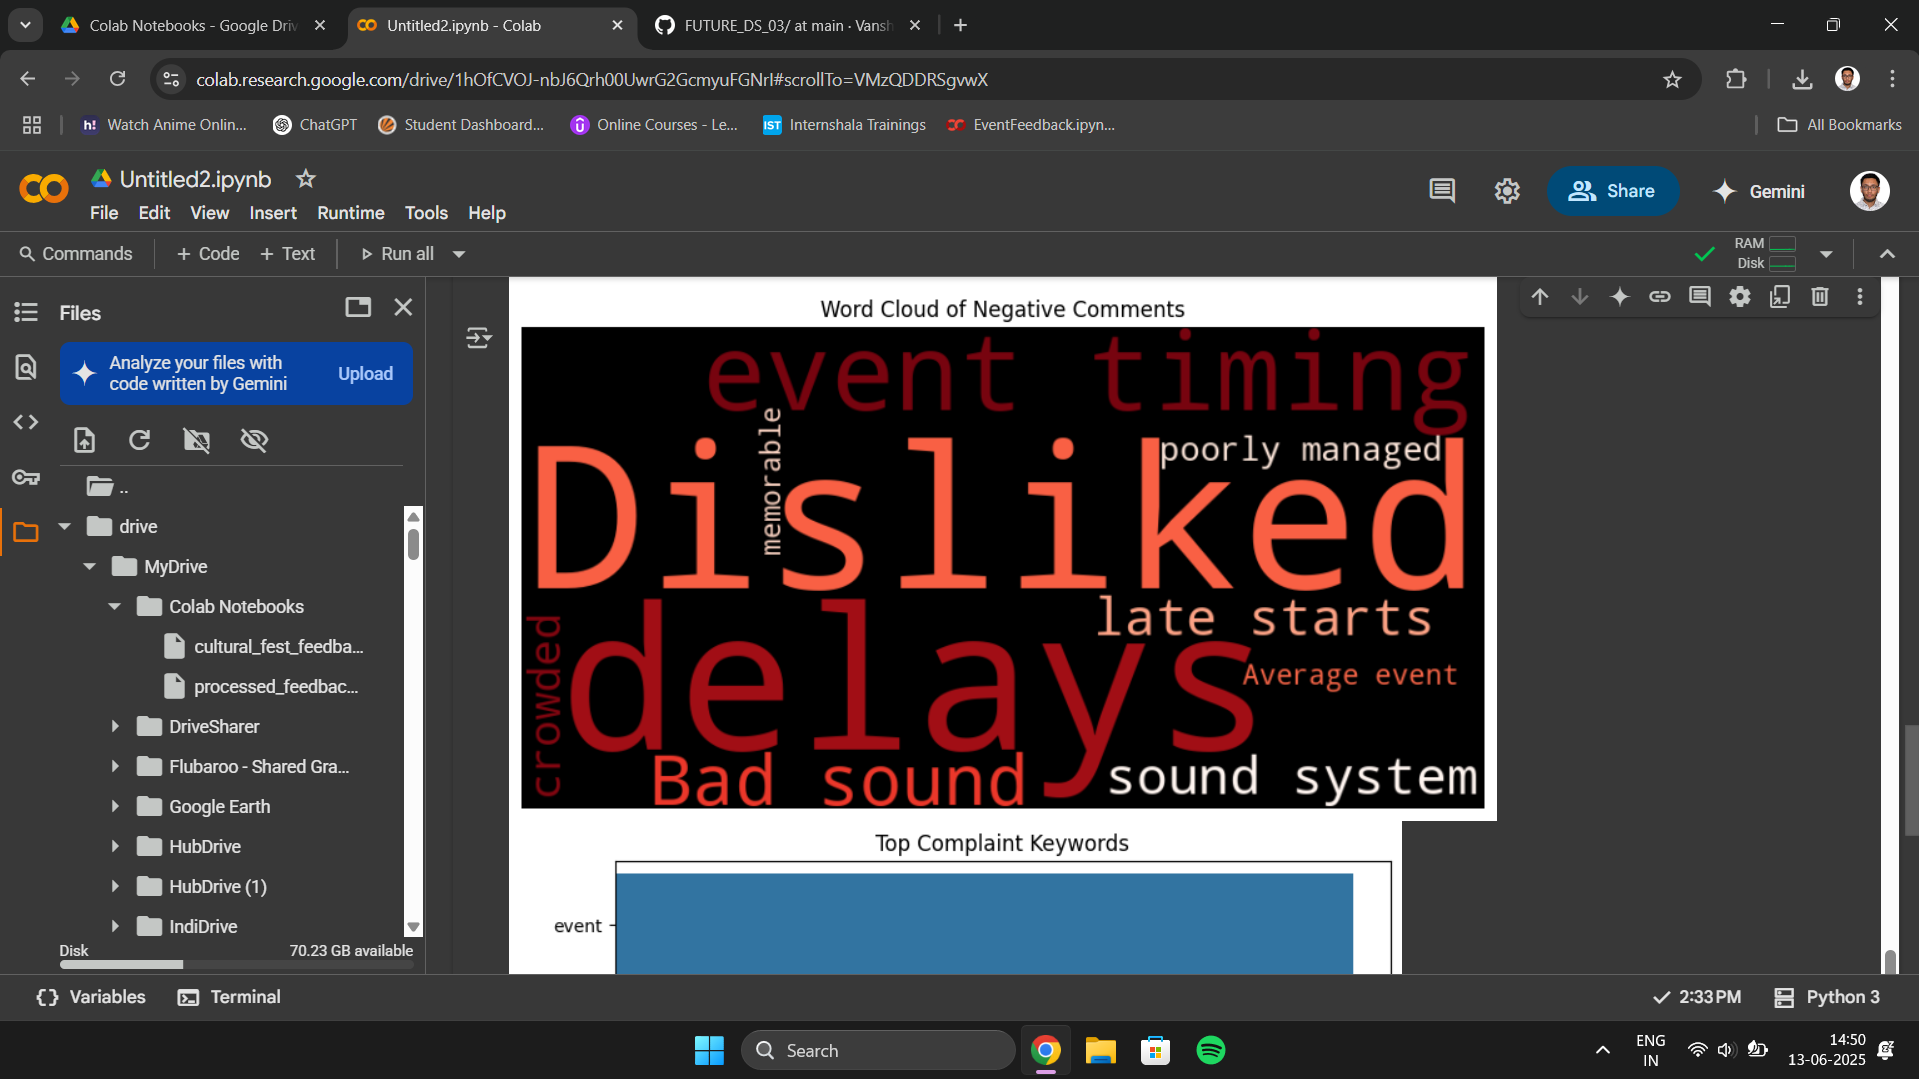 Colab Notebooks - Google Driv
Untitled2.ipynb - Colab
FUTURE_DS_03/ at main · Vansh
colab.research.google.com/drive/1hOfCVOJ-nbJ6Qrh00UwrG2GcmyuFGNrI#scrollTo=VMzQDDRSgvwX
h! Watch Anime Onlin...
ChatGPT
Student Dashboard...
Online Courses - Le...
IST Internshala Trainings
EventFeedback.ipyn...
All Bookmarks
Untitled2.ipynb
File Edit View Insert Runtime Tools Help
Share
Gemini
Commands
+ Code + Text
Run all
RAM
Disk
Files
Analyze your files with
code written by Gemini
Upload
..
drive
MyDrive
Colab Notebooks
cultural_fest_feedba...
processed_feedbac...
DriveSharer
Flubaroo - Shared Gra...
Google Earth
HubDrive
HubDrive (1)
IndiDrive
Disk 70.23 GB available
Word Cloud of Negative Comments
event timing
memorable
poorly managed
Disliked
late starts
delays
Average event
crowded
Bad sound
sound system
Top Complaint Keywords
event
Variables
Terminal
2:33 PM
Python 3
Search
ENG
IN
14:50
13-06-2025